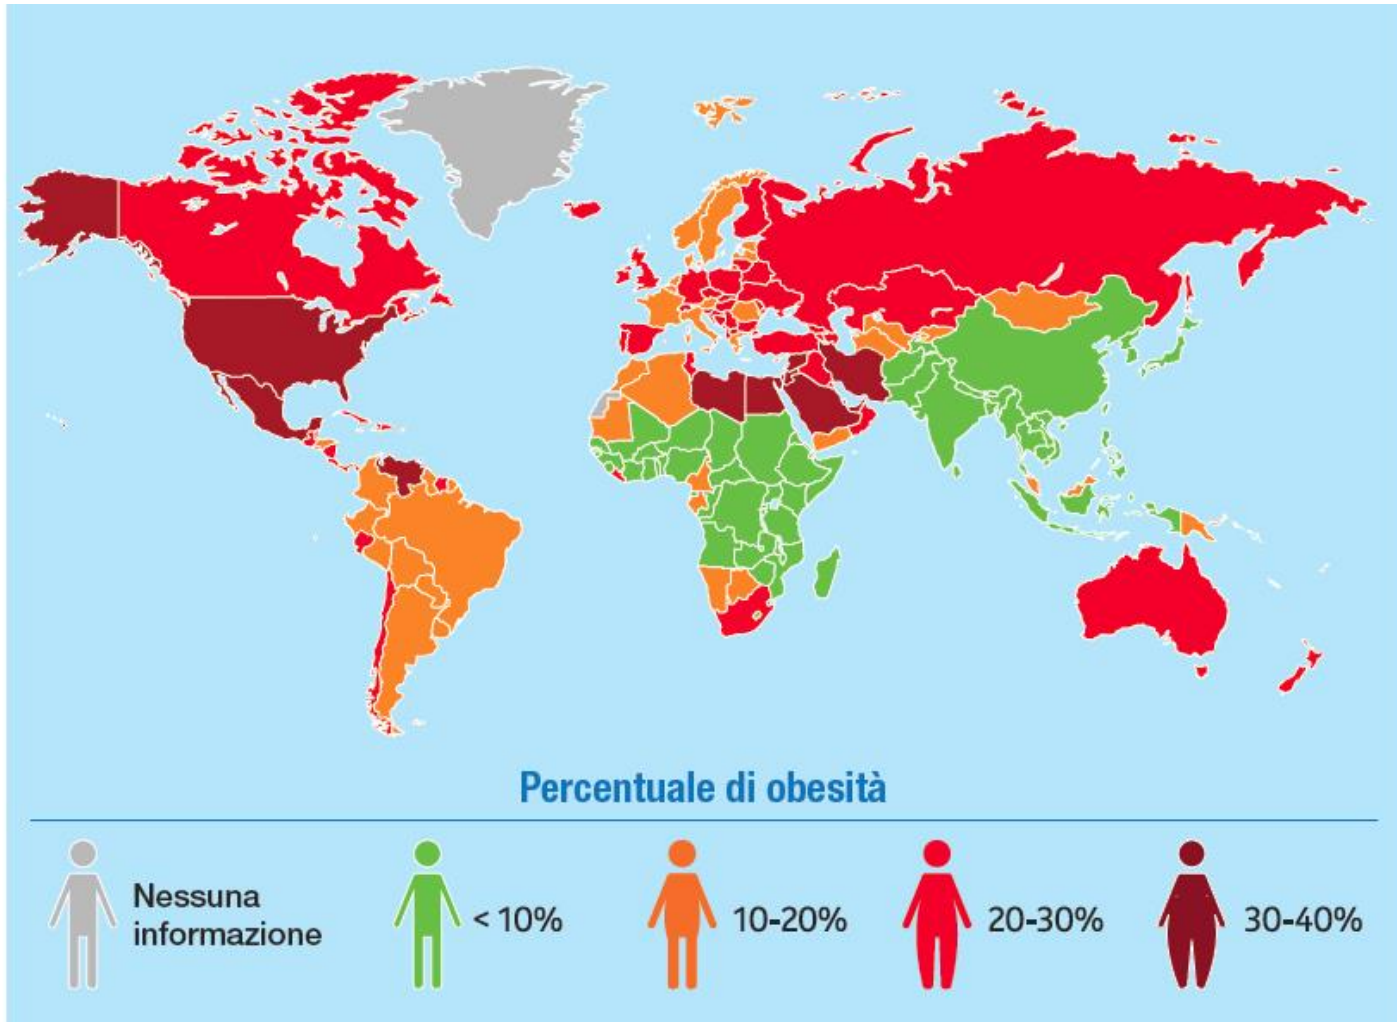 Percentuale di obesità
Nessuna
informazione
< 10%
10-20%
20-30%
30-40%